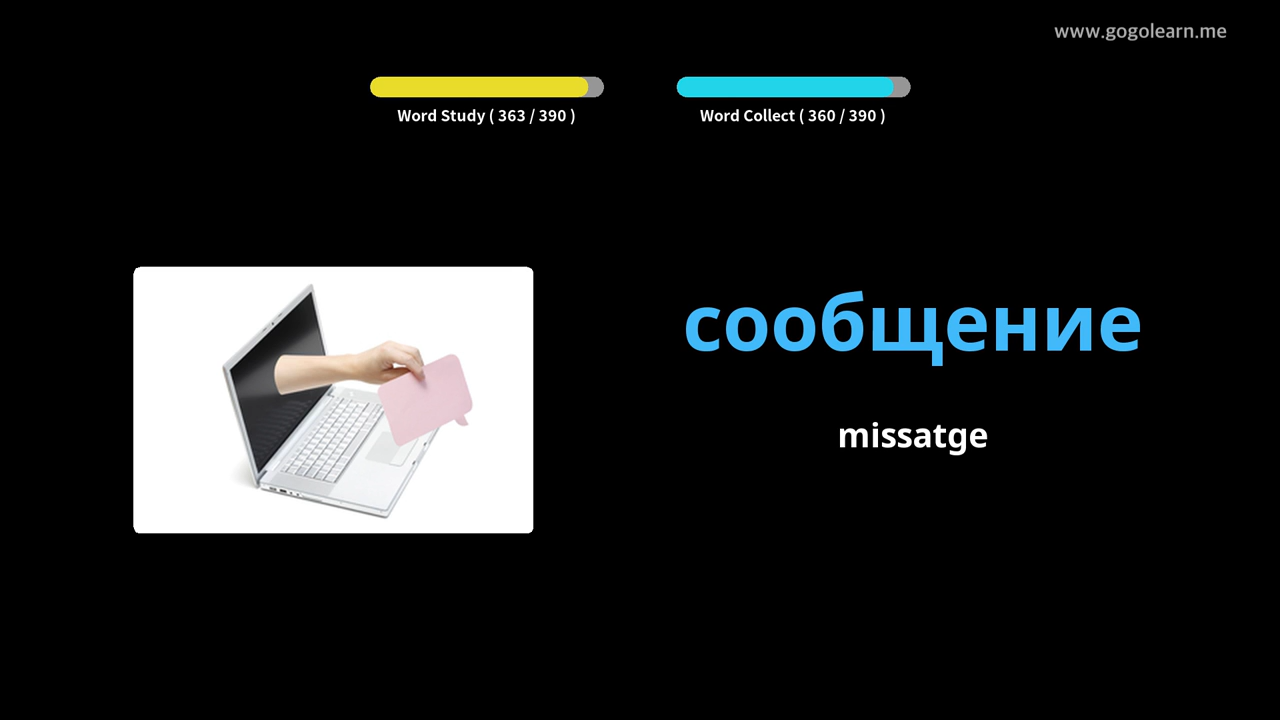 www.gogolearn.me
Word Study ( 363 / 390 )
Word Collect ( 360 / 390 )
сообщение
missatge